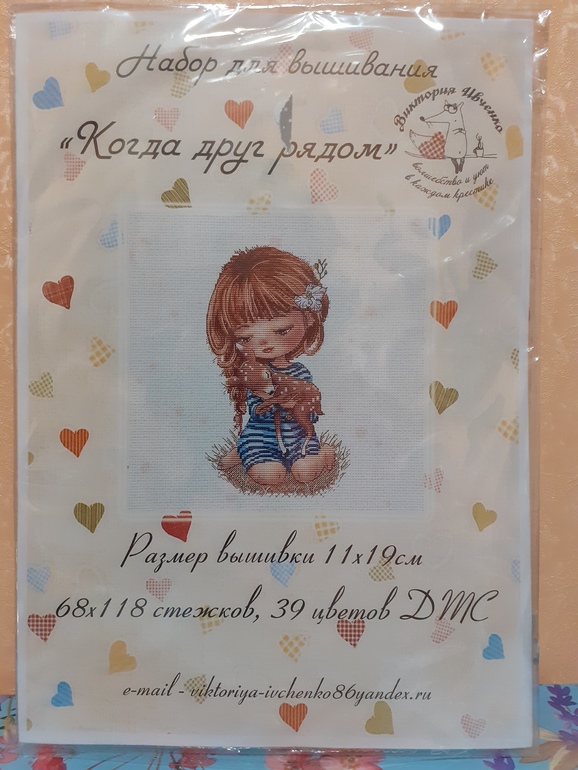 Набор для вышивания
«Когда друг рядом»
Виктория Ивченко
волшебство и уют
в каждом крестике
Размер вышивки 11х19см
68х118 стежков, 39 цветов DMC
e-mail - viktoriya-ivchenko86yandex.ru